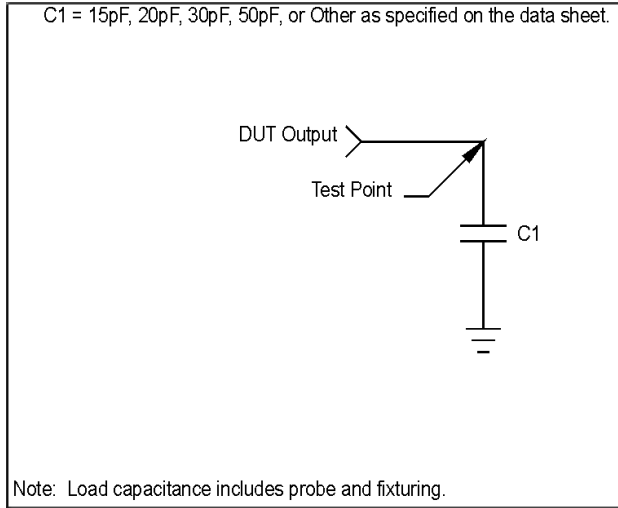 C1 = 15pF, 20pF, 30pF, 50pF, or Other as specified on the data sheet.
DUT Output
Test Point
C1
Note: Load capacitance includes probe and fixturing.